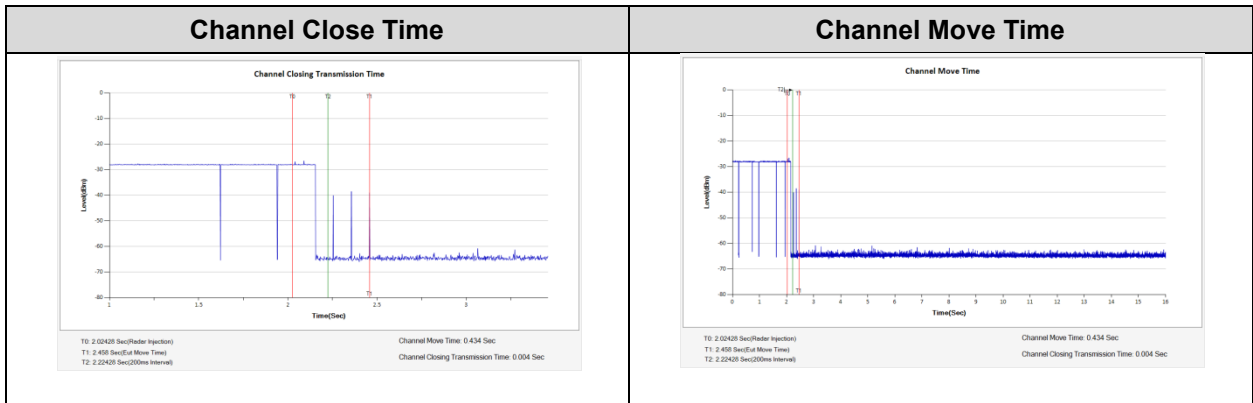 Channel Close Time
Channel Move Time
Channel Closing Transmission Time
T0
T2
T1
0
-10
-20
-30
-40
-50
-60
-70
-80
Level(dBm)
T1
1
1.5
2
2.5
3
Time(Sec)
T0: 2.02428 Sec(Rader Injection)
T1: 2.458 Sec(Eut Move Time)
T2: 2.22428 Sec(200ms Interval)
Channel Move Time: 0.434 Sec
Channel Closing Transmission Time: 0.004 Sec
Channel Move Time
T2
T0
T1
0
-10
-20
-30
-40
-50
-60
-70
-80
Level(dBm)
T1
0
1
2
3
4
5
6
7
8
9
10
11
12
13
14
15
16
Time(Sec)
T0: 2.02428 Sec(Rader Injection)
T1: 2.458 Sec(Eut Move Time)
T2: 2.22428 Sec(200ms Interval)
Channel Move Time: 0.434 Sec
Channel Closing Transmission Time: 0.004 Sec